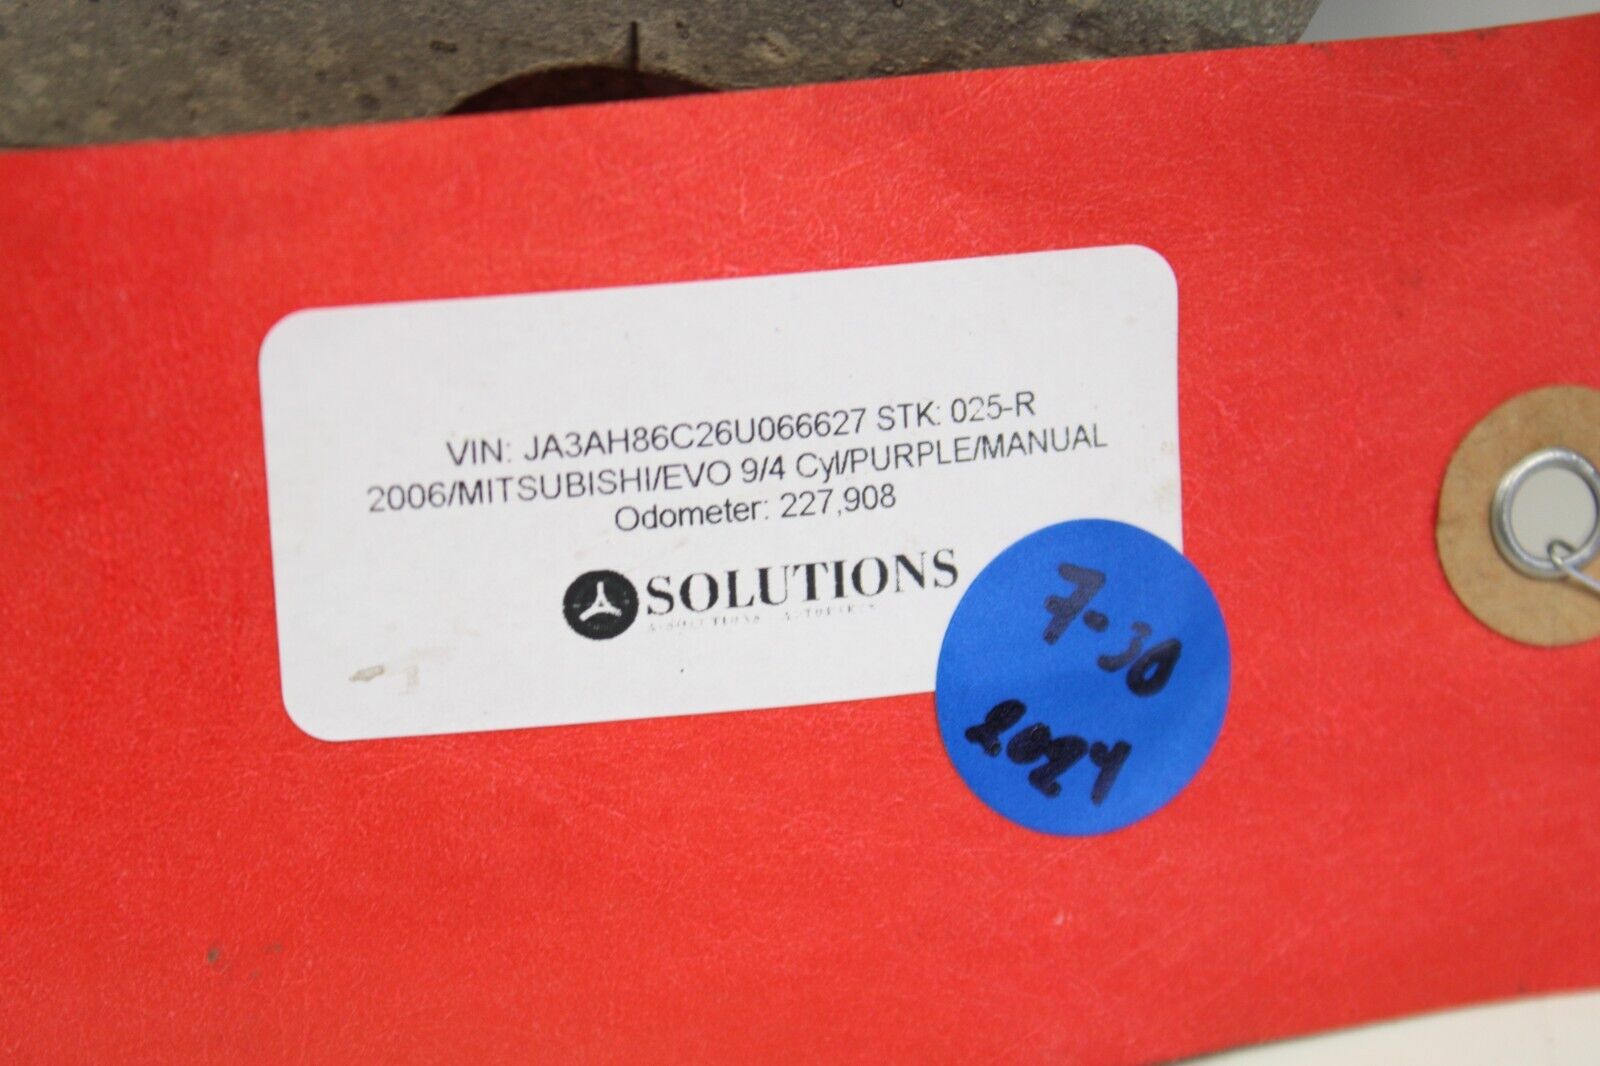 VIN: JA3AH86C26U066627 STK: 025-R
2006/MITSUBISHI/EVO 9/4 Cyl/PURPLE/MANUAL
Odometer: 227,908
SOLUTIONS
7-30
2024